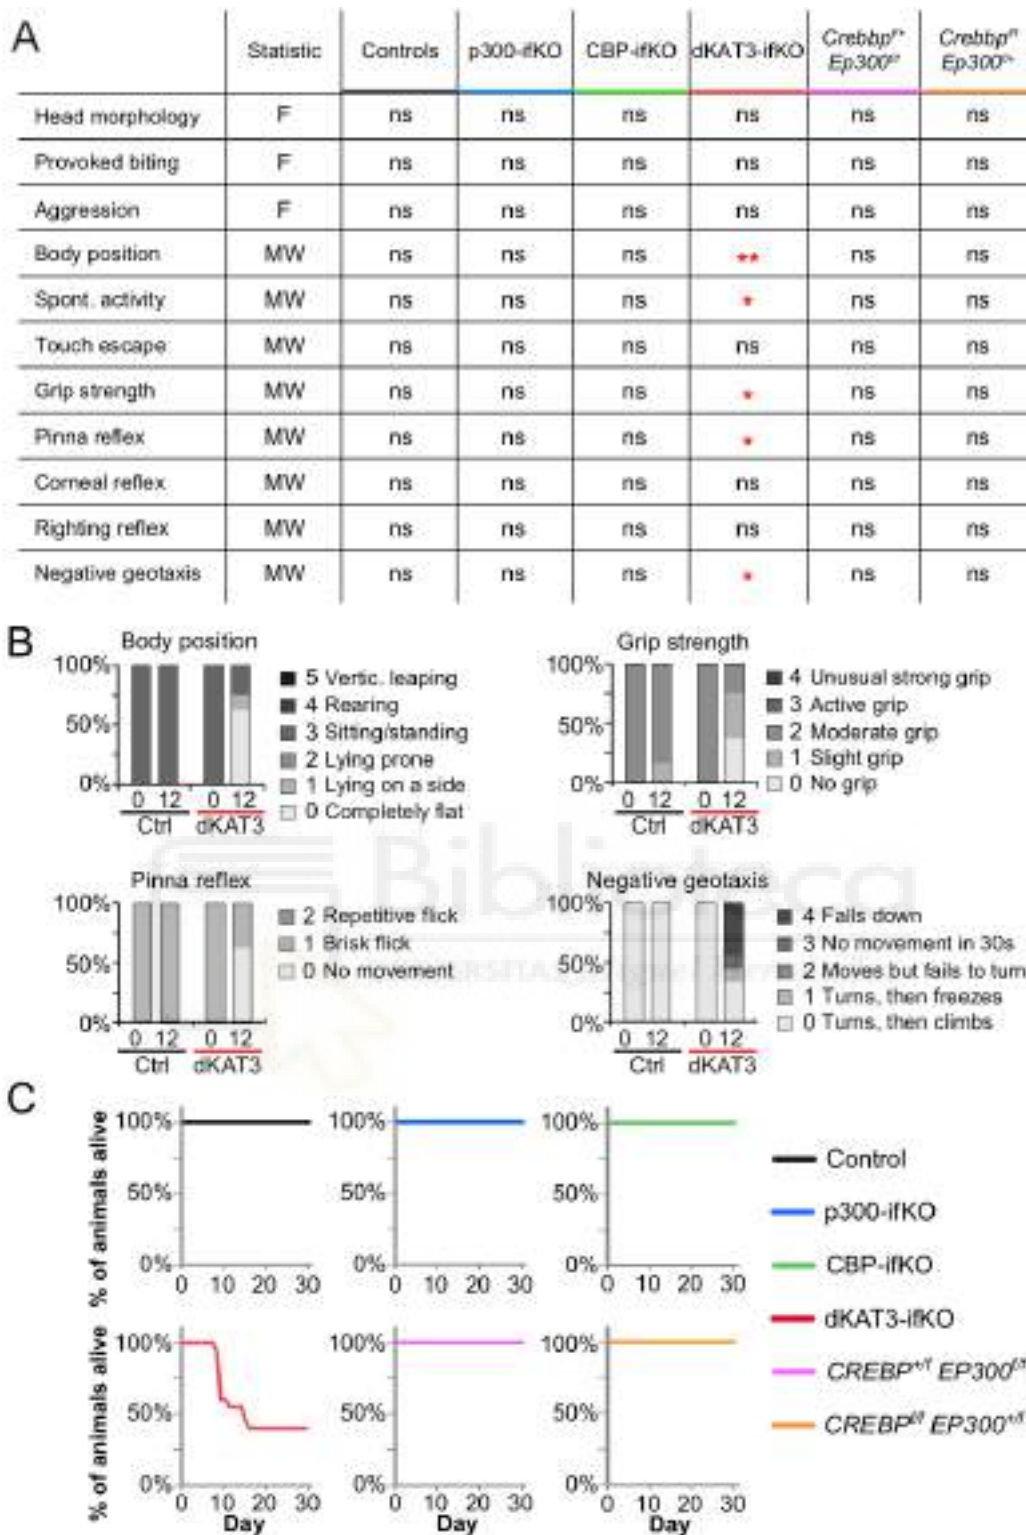 A
Statistic Controls p300-ifKO CBP-ifKO dKAT3-ifKO Crebbp^f/+ Ep300^f/f Crebbp^f/f Ep300^f/+
Head morphology F ns ns ns ns ns ns
Provoked biting F ns ns ns ns ns ns
Aggression F ns ns ns ns ns ns
Body position MW ns ns ns ** ns ns
Spont. activity MW ns ns ns * ns ns
Touch escape MW ns ns ns ns ns ns
Grip strength MW ns ns ns * ns ns
Pinna reflex MW ns ns ns * ns ns
Corneal reflex MW ns ns ns ns ns ns
Righting reflex MW ns ns ns ns ns ns
Negative geotaxis MW ns ns ns * ns ns
B
Body position
100%
50%
0%
0 12 0 12
Ctrl dKAT3
5 Vertic. leaping
4 Rearing
3 Sitting/standing
2 Lying prone
1 Lying on a side
0 Completely flat
Grip strength
100%
50%
0%
0 12 0 12
Ctrl dKAT3
4 Unusual strong grip
3 Active grip
2 Moderate grip
1 Slight grip
0 No grip
Biblioteca
Pinna reflex
100%
50%
0%
0 12 0 12
Ctrl dKAT3
2 Repetitive flick
1 Brisk flick
0 No movement
Negative geotaxis
100%
50%
0%
0 12 0 12
Ctrl dKAT3
4 Falls down
3 No movement in 30s
2 Moves but fails to turn
1 Turns, then freezes
0 Turns, then climbs
C
% of animals alive
100% 100% 100%
50% 50% 50%
0% 0% 0%
0 10 20 30 0 10 20 30 0 10 20 30
% of animals alive
100% 100% 100%
50% 50% 50%
0% 0% 0%
0 10 20 30 0 10 20 30 0 10 20 30
Day Day Day
Control
p300-ifKO
CBP-ifKO
dKAT3-ifKO
CREBP^+/f EP300^f/f
CREBP^f/f EP300^+/f